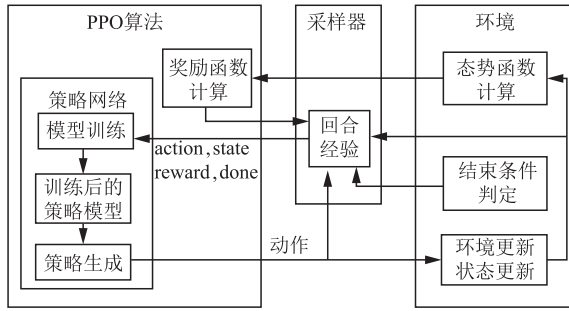 PPO算法
采样器
环境
奖励函数
计算
态势函数
计算
策略网络
模型训练
回合
经验
action,state
reward,done
训练后的
策略模型
结束条件
判定
策略生成
动作
环境更新
状态更新